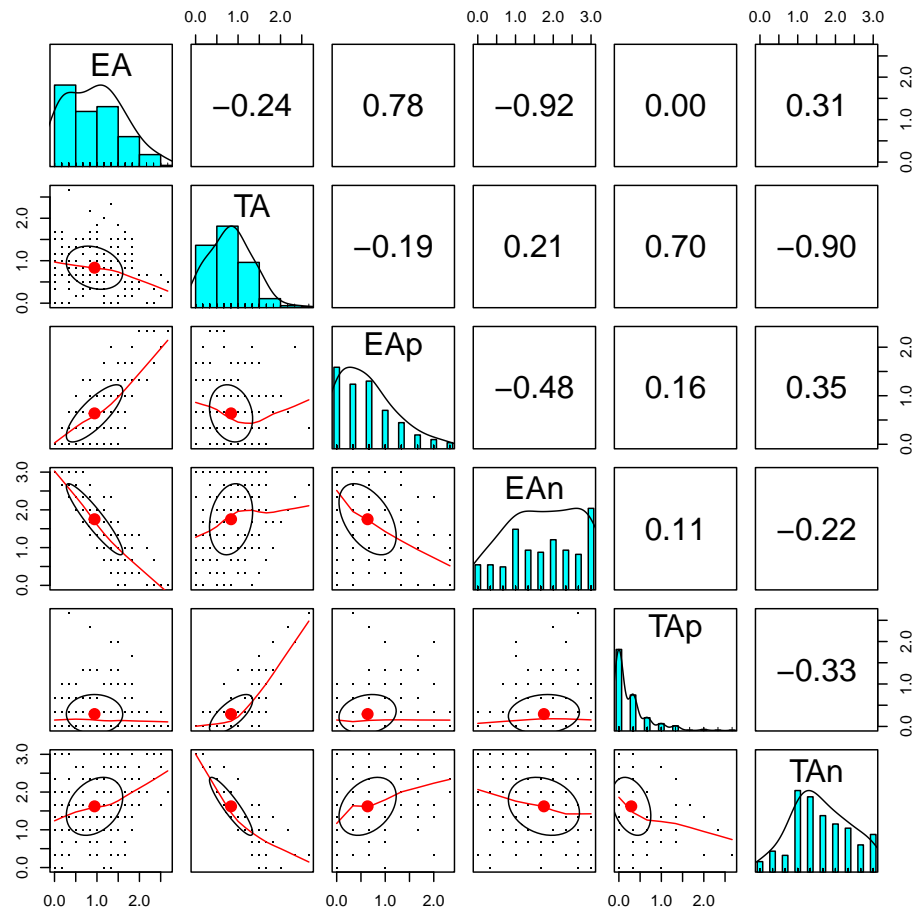 0.0 1.0 2.0 0.0 1.0 2.0 3.0 0.0 1.0 2.0 3.0
EA −0.24 0.78 −0.92 0.00 0.31 0.0 1.0 2.0
0.0 1.0 2.0 TA −0.19 0.21 0.70 −0.90
EAp −0.48 0.16 0.35 0.0 1.0 2.0
0.0 1.0 2.0 3.0 EAn 0.11 −0.22
TAp −0.33 0.0 1.0 2.0
0.0 1.0 2.0 3.0 TAn
0.0 1.0 2.0 0.0 1.0 2.0 0.0 1.0 2.0